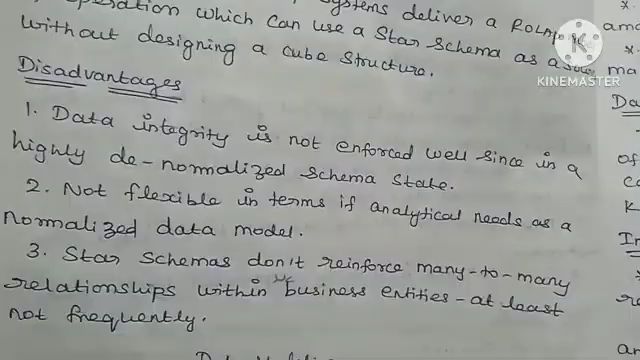 systems deliver a ROLAP
operation which can use a Star Schema as a
without designing a cube structure.
Disadvantages
1. Data integrity is not enforced well since in a
highly de-normalized schema state.
2. Not flexible in terms if analytical needs as a
normalized data model.
3. Star schemas don't reinforce many-to-many
relationships within business entities - at least
not frequently.
K
KINEMASTER